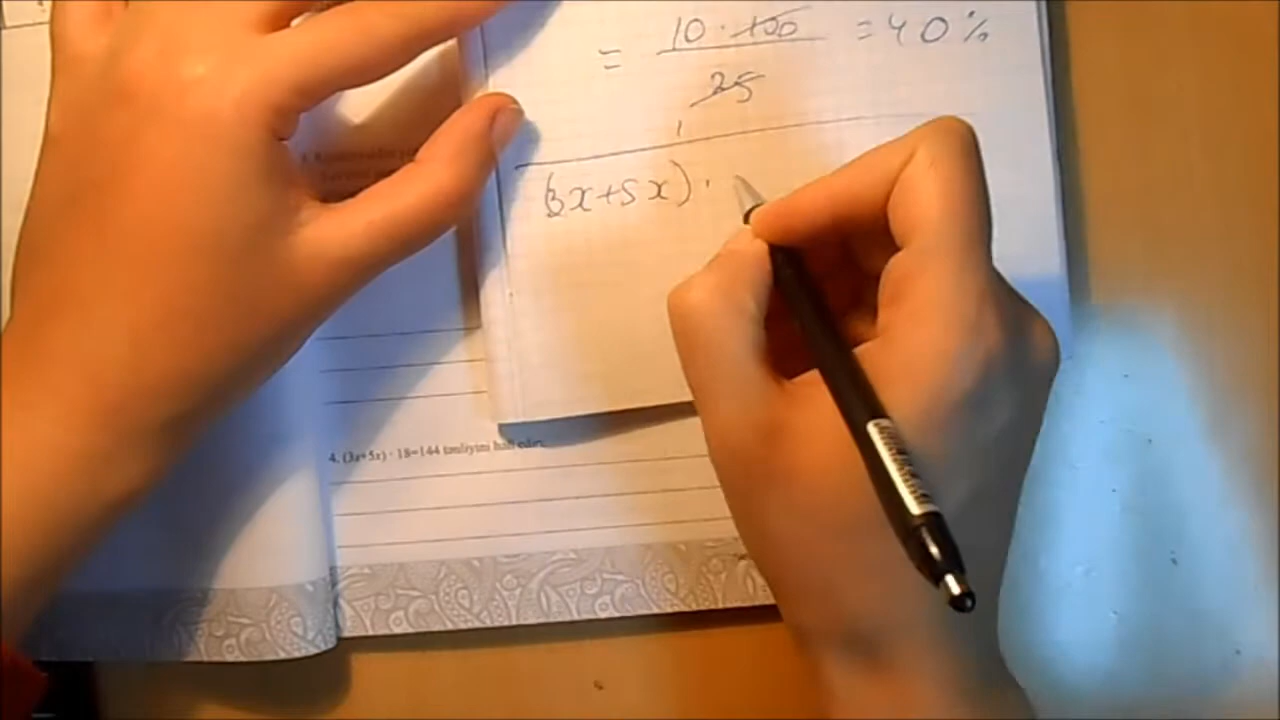 = 10 · 100 / 25 = 40%
1
(3x+5x) ·
4. (3x+5x) · 18=144 tənliyini həll edin.